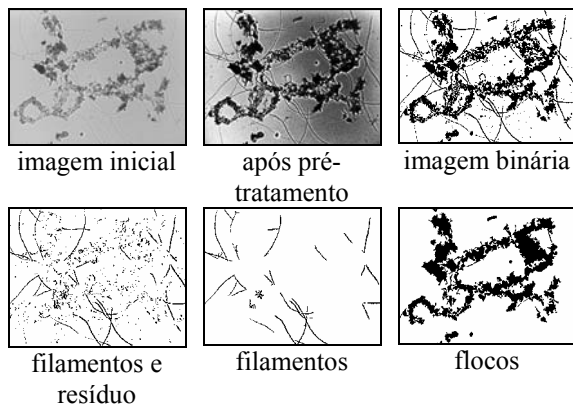 imagem inicial
após pré-
tratamento
imagem binária
filamentos e
resíduo
filamentos
flocos